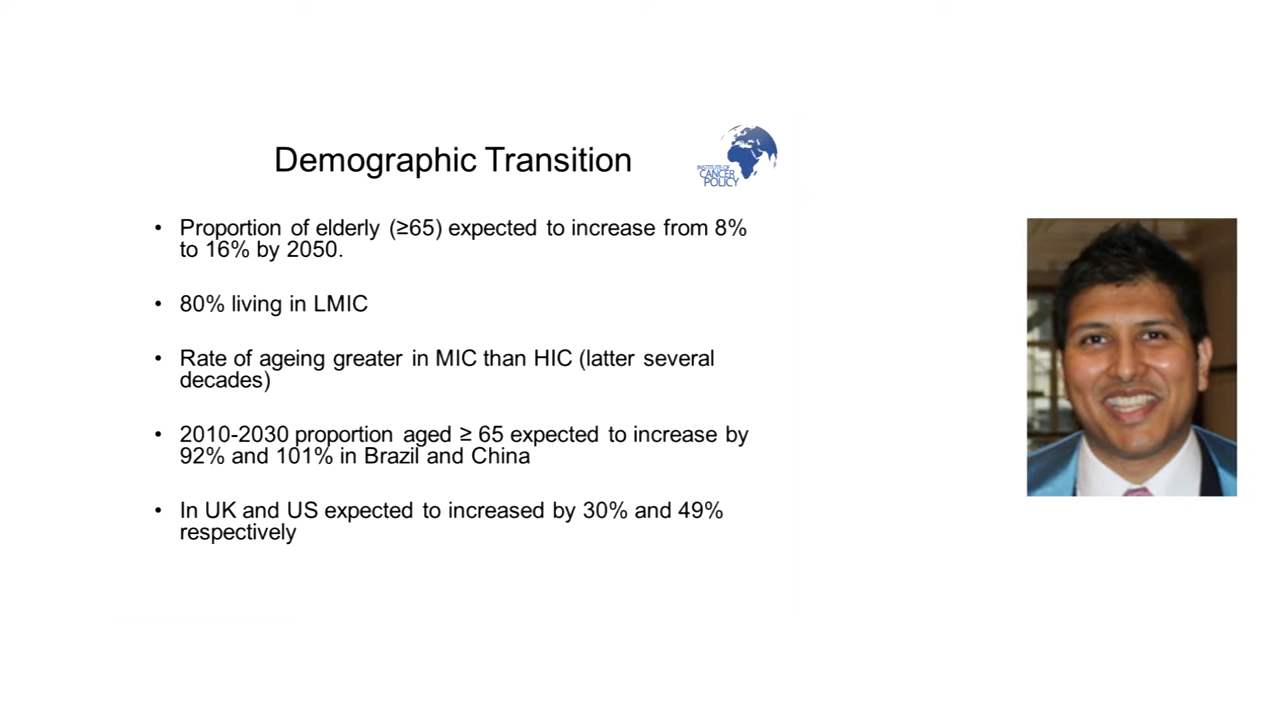 Demographic Transition
INSTITUTE OF
CANCER
POLICY
• Proportion of elderly (≥65) expected to increase from 8%
to 16% by 2050.
• 80% living in LMIC
• Rate of ageing greater in MIC than HIC (latter several
decades)
• 2010-2030 proportion aged ≥ 65 expected to increase by
92% and 101% in Brazil and China
• In UK and US expected to increased by 30% and 49%
respectively